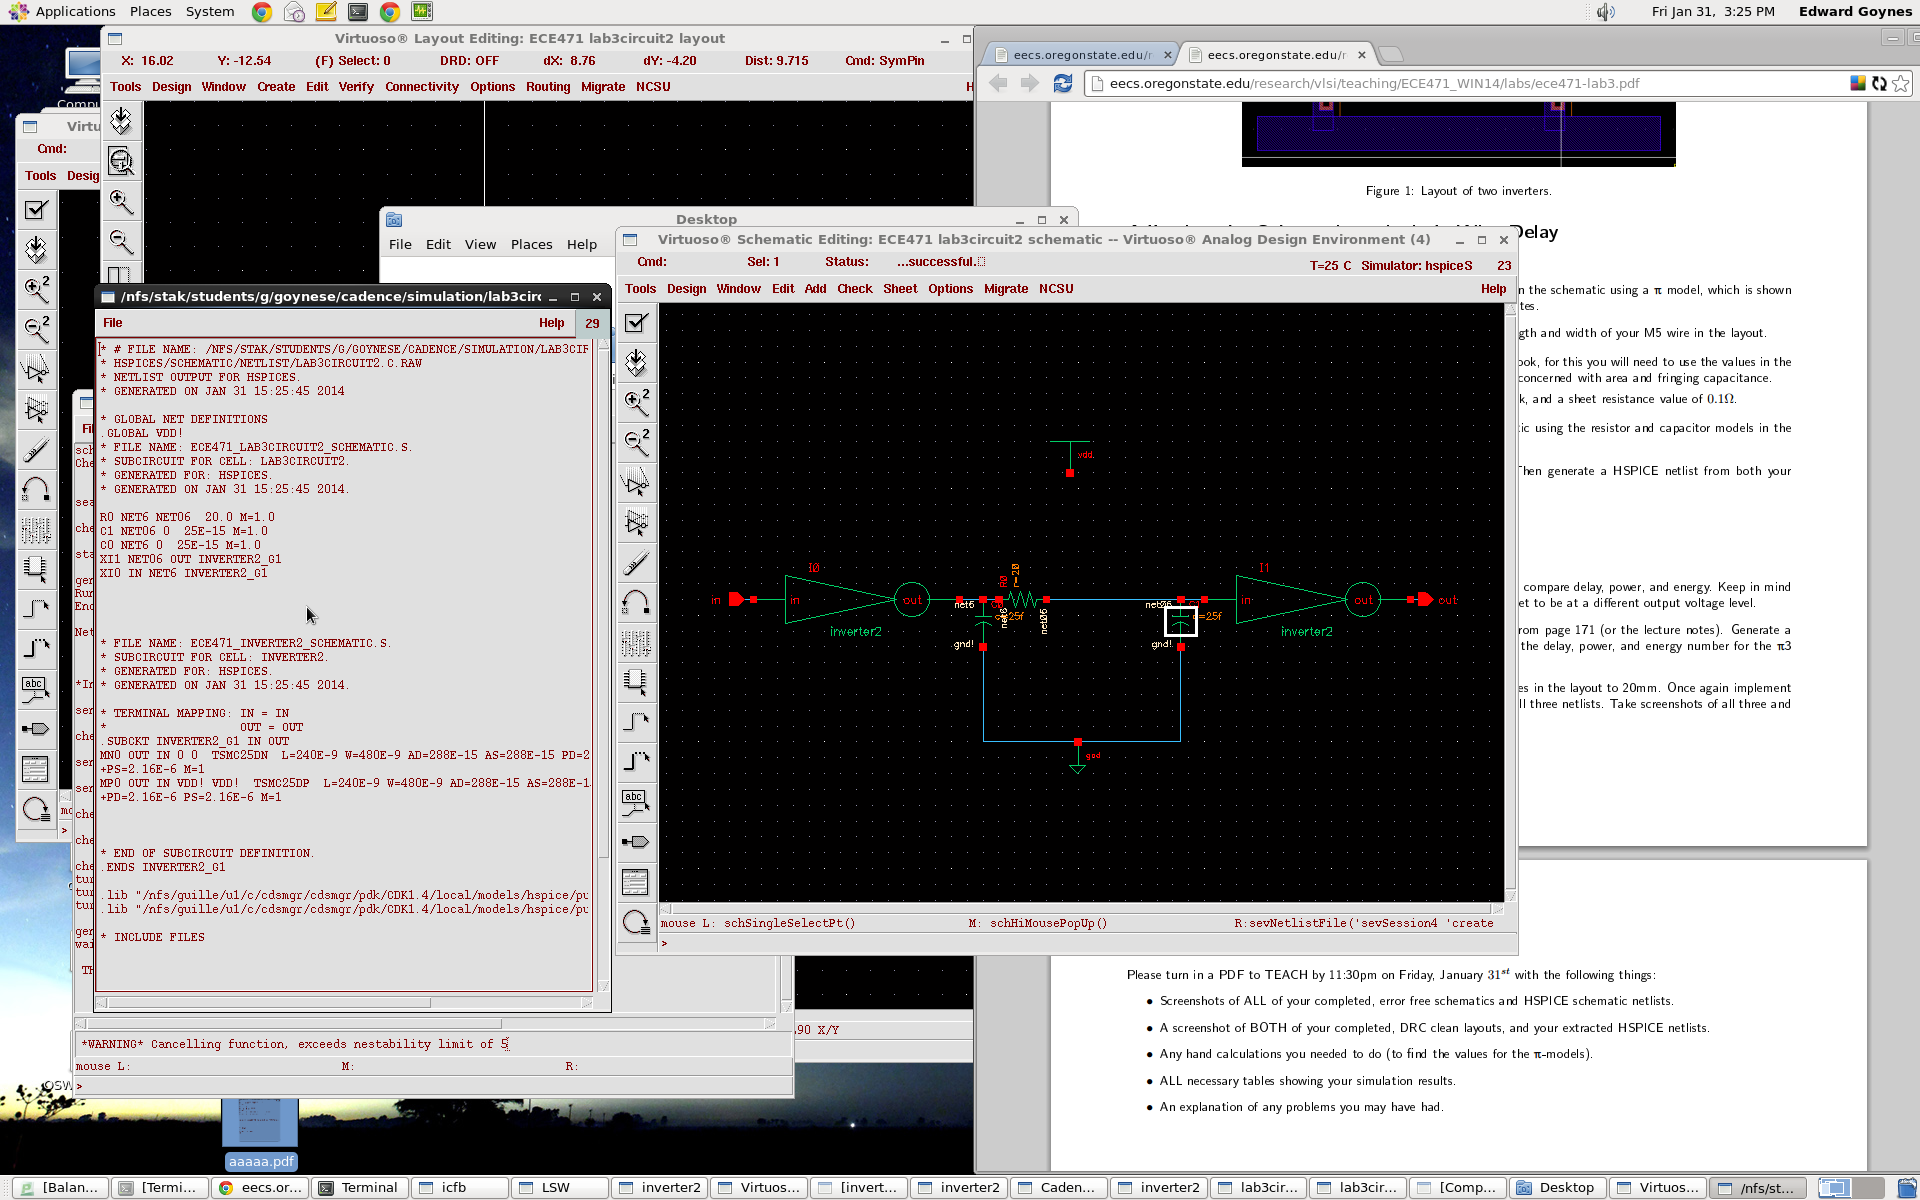 Applications Places System
Fri Jan 31, 3:25 PM Edward Goynes
Virtuoso® Layout Editing: ECE471 lab3circuit2 layout
X: 16.02 Y: -12.54 (F) Select: 0 DRD: OFF dX: 8.76 dY: -4.20 Dist: 9.715 Cmd: SymPin
Tools Design Window Create Edit Verify Connectivity Options Routing Migrate NCSU
eecs.oregonstate.edu/r
eecs.oregonstate.edu/r
eecs.oregonstate.edu/research/vlsi/teaching/ECE471_WIN14/labs/ece471-lab3.pdf
Cmd:
Tools
Figure 1: Layout of two inverters.
Delay
n the schematic using a π model, which is shown
tes.
gth and width of your M5 wire in the layout.
ook, for this you will need to use the values in the
concerned with area and fringing capacitance.
k, and a sheet resistance value of 0.1Ω.
tic using the resistor and capacitor models in the
Then generate a HSPICE netlist from both your
compare delay, power, and energy. Keep in mind
et to be at a different output voltage level.
rom page 171 (or the lecture notes). Generate a
the delay, power, and energy number for the π3
es in the layout to 20mm. Once again implement
ll three netlists. Take screenshots of all three and
Please turn in a PDF to TEACH by 11:30pm on Friday, January 31st with the following things:
• Screenshots of ALL of your completed, error free schematics and HSPICE schematic netlists.
• A screenshot of BOTH of your completed, DRC clean layouts, and your extracted HSPICE netlists.
• Any hand calculations you needed to do (to find the values for the π-models).
• ALL necessary tables showing your simulation results.
• An explanation of any problems you may have had.
Desktop
File Edit View Places Help
Virtuoso® Schematic Editing: ECE471 lab3circuit2 schematic -- Virtuoso® Analog Design Environment (4)
Cmd: Sel: 1 Status: ...successful. T=25 C Simulator: hspiceS 23
Tools Design Window Edit Add Check Sheet Options Migrate NCSU Help
vdd
in in I0 out inverter2
net6 r=20 gnd!
gnd! gnd
in I1 out out inverter2
mouse L: schSingleSelectPt() M: schHiMousePopUp() R:sevNetlistFile('sevSession4 'create
>
/nfs/stak/students/g/goynese/cadence/simulation/lab3circ
File Help 29
* # FILE NAME: /NFS/STAK/STUDENTS/G/GOYNESE/CADENCE/SIMULATION/LAB3CIR
* HSPICES/SCHEMATIC/NETLIST/LAB3CIRCUIT2.C.RAW
* NETLIST OUTPUT FOR HSPICES.
* GENERATED ON JAN 31 15:25:45 2014
* GLOBAL NET DEFINITIONS
.GLOBAL VDD!
* FILE NAME: ECE471_LAB3CIRCUIT2_SCHEMATIC.S.
* SUBCIRCUIT FOR CELL: LAB3CIRCUIT2.
* GENERATED FOR: HSPICES.
* GENERATED ON JAN 31 15:25:45 2014.
R0 NET6 NET06 20.0 M=1.0
C1 NET06 0 25E-15 M=1.0
C0 NET6 0 25E-15 M=1.0
XI1 NET06 OUT INVERTER2_G1
XI0 IN NET6 INVERTER2_G1
* FILE NAME: ECE471_INVERTER2_SCHEMATIC.S.
* SUBCIRCUIT FOR CELL: INVERTER2.
* GENERATED FOR: HSPICES.
* GENERATED ON JAN 31 15:25:45 2014.
* TERMINAL MAPPING: IN = IN
* OUT = OUT
.SUBCKT INVERTER2_G1 IN OUT
MN0 OUT IN 0 0 TSMC25DN L=240E-9 W=480E-9 AD=288E-15 AS=288E-15 PD=2
+PS=2.16E-6 M=1
MP0 OUT IN VDD! VDD! TSMC25DP L=240E-9 W=480E-9 AD=288E-15 AS=288E-1
+PD=2.16E-6 PS=2.16E-6 M=1
* END OF SUBCIRCUIT DEFINITION.
.ENDS INVERTER2_G1
.lib "/nfs/guille/u1/c/cdsmgr/cdsmgr/pdk/CDK1.4/local/models/hspice/pu
.lib "/nfs/guille/u1/c/cdsmgr/cdsmgr/pdk/CDK1.4/local/models/hspice/pu
* INCLUDE FILES
90 X/Y
*WARNING* Cancelling function, exceeds nestability limit of 5
mouse L: M: R:
>
aaaaa.pdf
[Balan... [Termi... eecs.or... Terminal icfb LSW inverter2 Virtuos... [invert... inverter2 Caden... inverter2 lab3cir... lab3cir... [Comp... Desktop Virtuos... /nfs/st...